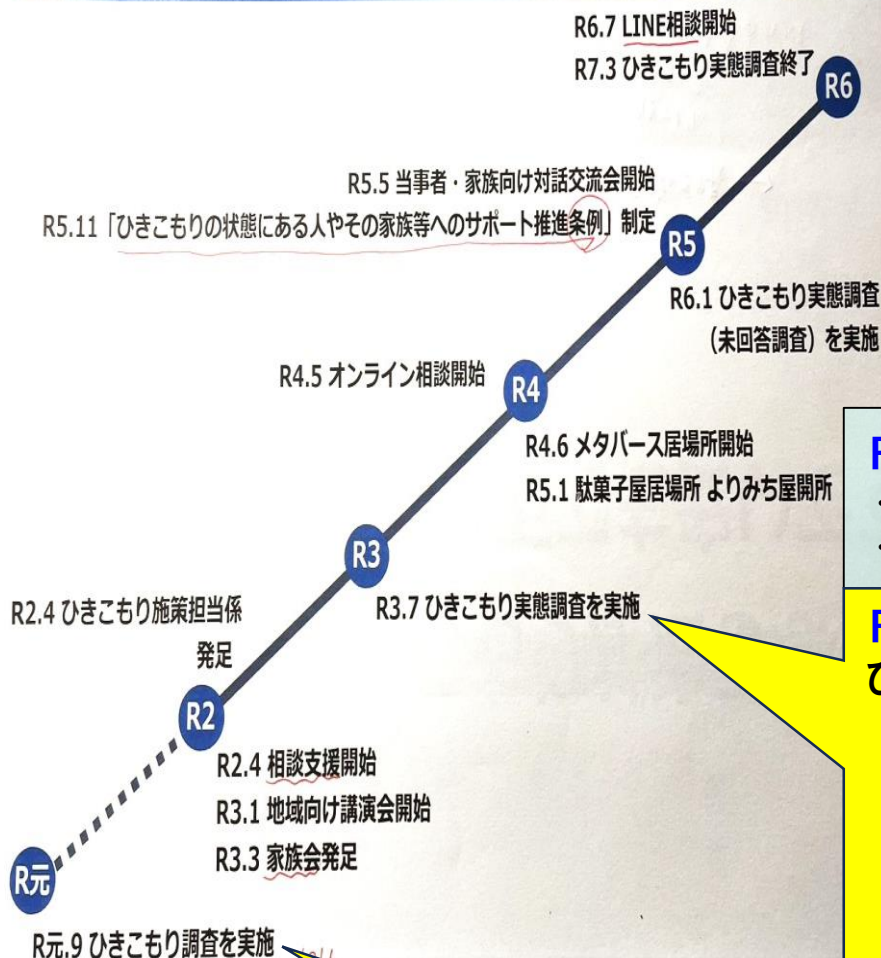 R6.7 LINE相談開始
R7.3 ひきこもり実態調査終了
R6
R5.5 当事者・家族向け対話交流会開始
R5.11「ひきこもりの状態にある人やその家族等へのサポート推進条例」制定
R5
R6.1 ひきこもり実態調査
（未回答調査）を実施
R4.5 オンライン相談開始
R4
R4.6 メタバース居場所開始
R5.1 駄菓子屋居場所 よりみち屋開所
R3
R3.7 ひきこもり実態調査を実施
R2.4 ひきこもり施策担当係
発足
R2
R2.4 相談支援開始
R3.1 地域向け講演会開始
R3.3 家族会発足
R元
R元.9 ひきこもり調査を実施